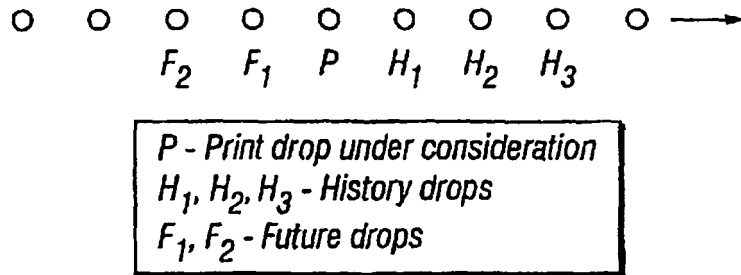 F2 F1 P H1 H2 H3
P - Print drop under consideration
H1, H2, H3 - History drops
F1, F2 - Future drops